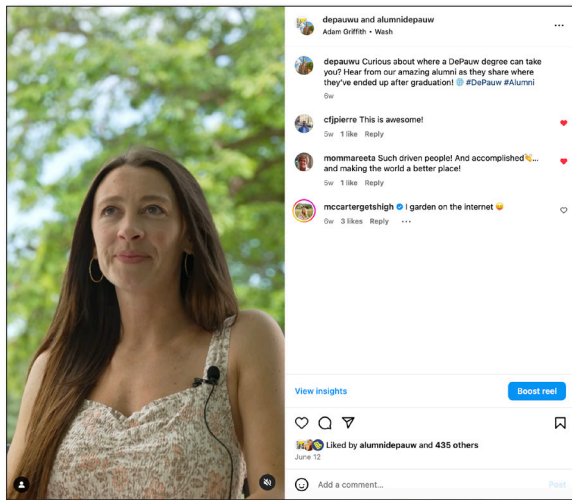 depauwu and alumnidepauw
Adam Griffith • Wash
depauwu Curious about where a DePauw degree can take
you? Hear from our amazing alumni as they share where
they've ended up after graduation! 🌀 #DePauw #Alumni
6w
cfjpierre This is awesome!
5w 1 like Reply
mommareeta Such driven people! And accomplished👏...
and making the world a better place!
5w 1 like Reply
mccartergetshigh I garden on the internet 😛
6w 3 likes Reply
View insights
Boost reel
Liked by alumnidepauw and 435 others
June 12
Add a comment...
Post